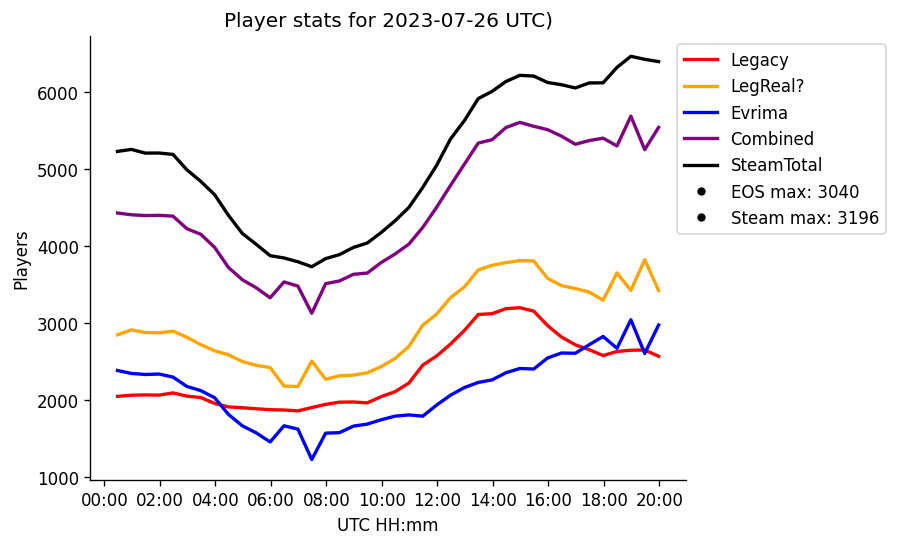 Player stats for 2023-07-26 UTC)
Legacy
LegReal?
Evrima
Combined
SteamTotal
EOS max: 3040
Steam max: 3196
Players
6000
5000
4000
3000
2000
1000
00:00 02:00 04:00 06:00 08:00 10:00 12:00 14:00 16:00 18:00 20:00
UTC HH:mm